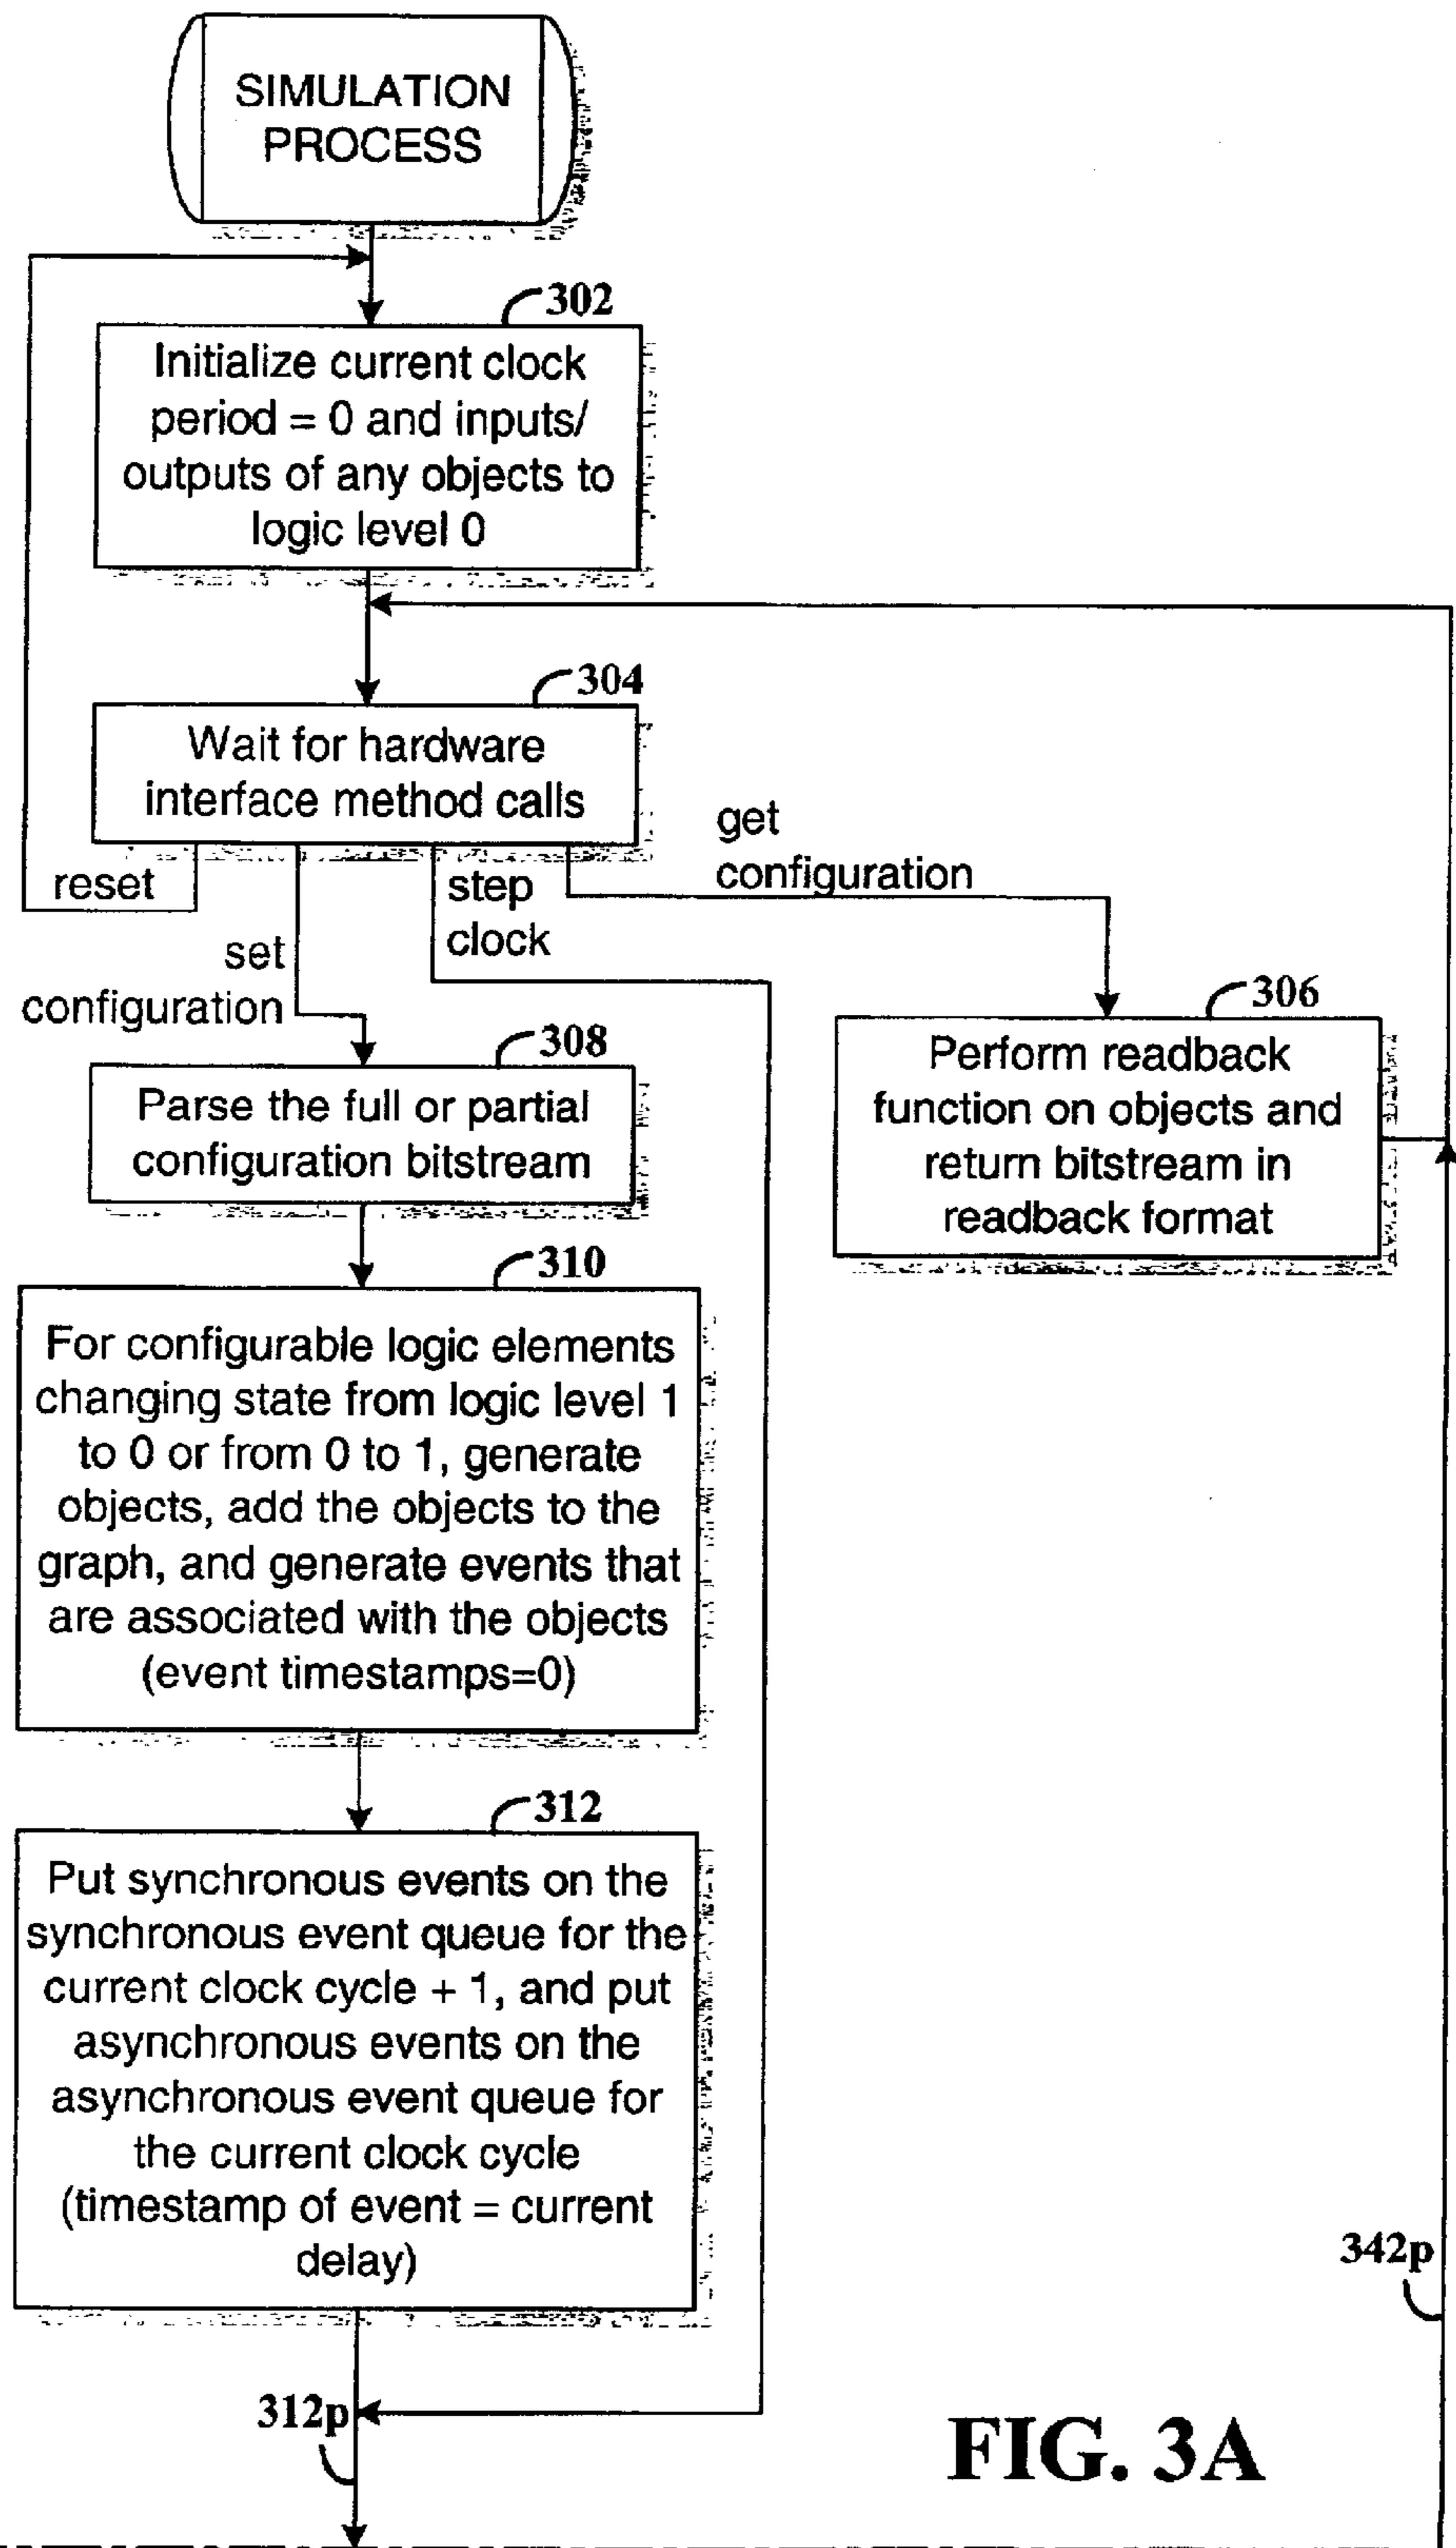 SIMULATION
PROCESS
302
Initialize current clock
period = 0 and inputs/
outputs of any objects to
logic level 0
304
Wait for hardware
interface method calls
reset
set
configuration
step
clock
get
configuration
306
Perform readback
function on objects and
return bitstream in
readback format
308
Parse the full or partial
configuration bitstream
310
For configurable logic elements
changing state from logic level 1
to 0 or from 0 to 1, generate
objects, add the objects to the
graph, and generate events that
are associated with the objects
(event timestamps=0)
312
Put synchronous events on the
synchronous event queue for the
current clock cycle + 1, and put
asynchronous events on the
asynchronous event queue for
the current clock cycle
(timestamp of event = current
delay)
342p
312p
FIG. 3A